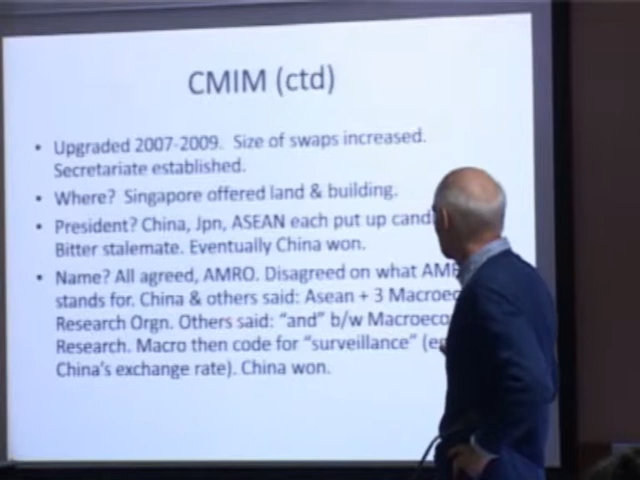 CMIM (ctd)
• Upgraded 2007-2009. Size of swaps increased.
Secretariate established.
• Where? Singapore offered land & building.
• President? China, Jpn, ASEAN each put up cand
Bitter stalemate. Eventually China won.
• Name? All agreed, AMRO. Disagreed on what AM
stands for. China & others said: Asean + 3 Macroec
Research Orgn. Others said: “and” b/w Macroeco
Research. Macro then code for “surveillance” (eg
China’s exchange rate). China won.